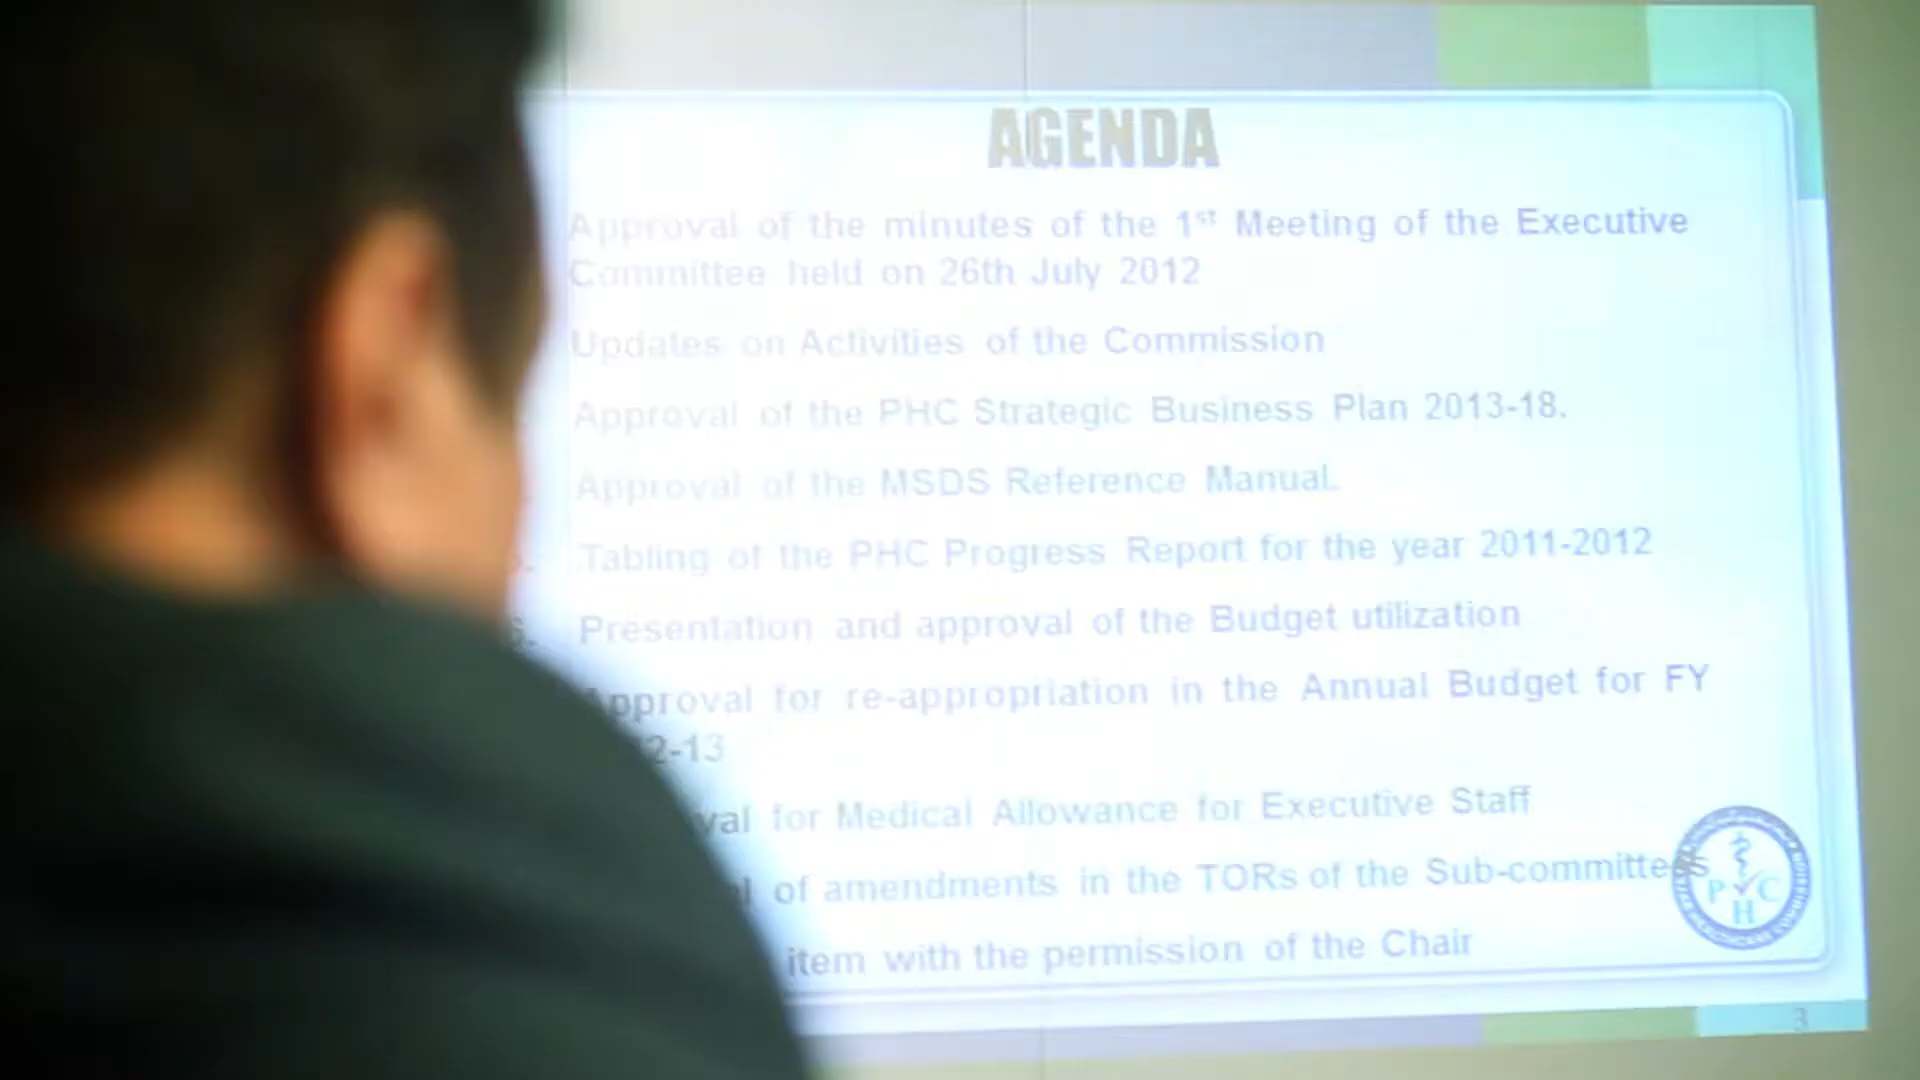 AGENDA
Approval of the minutes of the 1st Meeting of the Executive
Committee held on 26th July 2012
Updates on Activities of the Commission
Approval of the PHC Strategic Business Plan 2013-18.
Approval of the MSDS Reference Manual.
Tabling of the PHC Progress Report for the year 2011-2012
6. Presentation and approval of the Budget utilization
Approval for re-appropriation in the Annual Budget for FY
2-13
val for Medical Allowance for Executive Staff
l of amendments in the TORs of the Sub-committees
item with the permission of the Chair
P H C
3